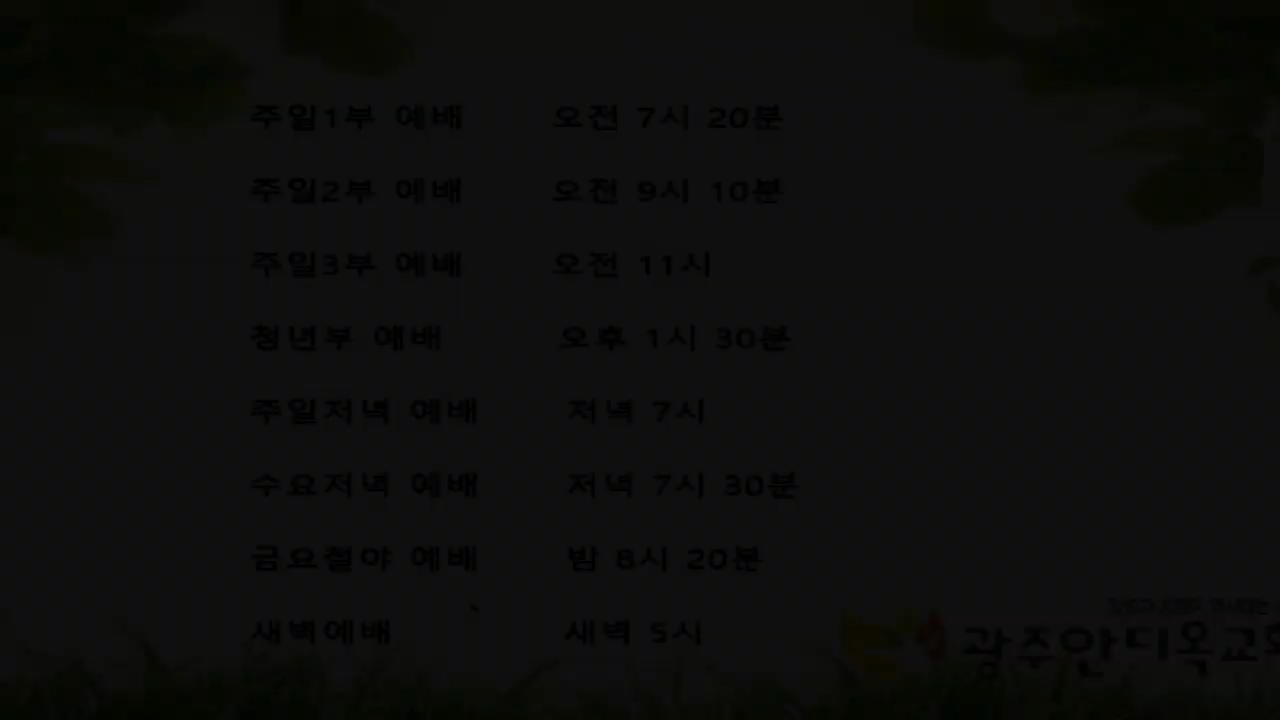 주일1부 예배 오전 7시 20분
주일2부 예배 오전 9시 10분
주일3부 예배 오전 11시
청년부 예배 오후 1시 30분
주일저녁 예배 저녁 7시
수요저녁 예배 저녁 7시 30분
금요철야 예배 밤 8시 20분
새벽예배 새벽 5시
광주안디옥교회